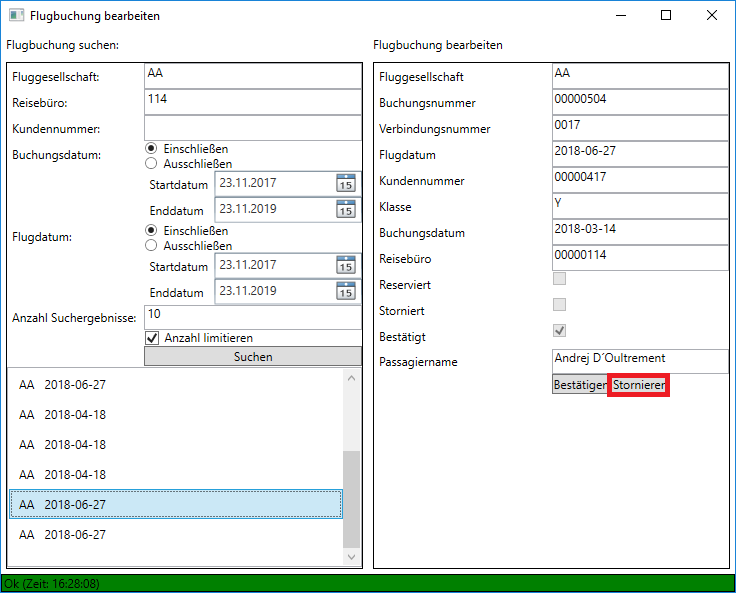 Flugbuchung bearbeiten
Flugbuchung suchen:
Fluggesellschaft: AA
Reisebüro: 114
Kundennummer:
Buchungsdatum: Einschließen
Ausschließen
Startdatum 23.11.2017 15
Enddatum 23.11.2019 15
Flugdatum: Einschließen
Ausschließen
Startdatum 23.11.2017 15
Enddatum 23.11.2019 15
Anzahl Suchergebnisse: 10
Anzahl limitieren
Suchen
AA 2018-06-27
AA 2018-04-18
AA 2018-04-18
AA 2018-04-18
AA 2018-06-27
AA 2018-06-27
Flugbuchung bearbeiten
Fluggesellschaft AA
Buchungsnummer 00000504
Verbindungsnummer 0017
Flugdatum 2018-06-27
Kundennummer 00000417
Klasse Y
Buchungsdatum 2018-03-14
Reisebüro 00000114
Reserviert
Storniert
Bestätigt
Passagiername Andrej D´Oultrement
Bestätigen Stornieren
Ok (Zeit: 16:28:08)